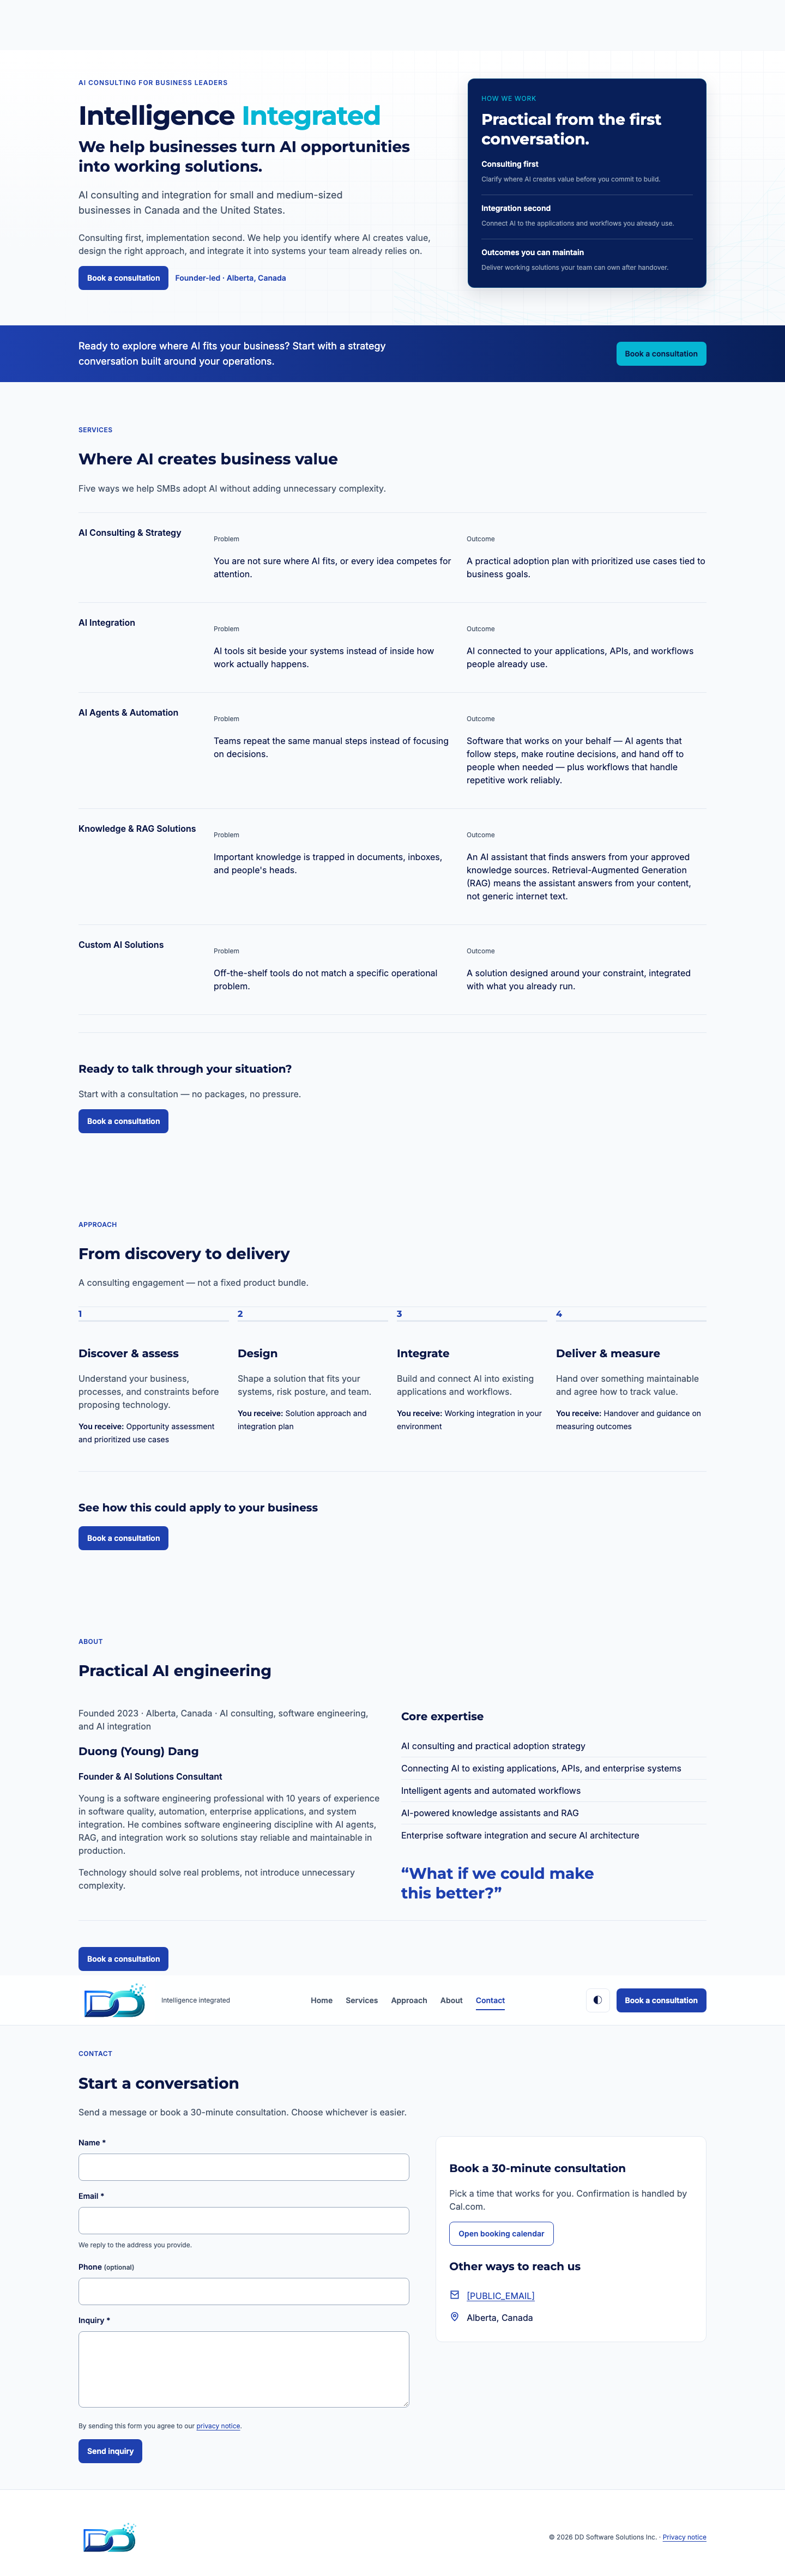 AI CONSULTING FOR BUSINESS LEADERS
Intelligence Integrated
We help businesses turn AI opportunities
into working solutions.
AI consulting and integration for small and medium-sized
businesses in Canada and the United States.
Consulting first, implementation second. We help you identify where AI creates value,
design the right approach, and integrate it into systems your team already relies on.
Book a consultation
Founder-led · Alberta, Canada
HOW WE WORK
Practical from the first
conversation.
Consulting first
Clarify where AI creates value before you commit to build.
Integration second
Connect AI to the applications and workflows you already use.
Outcomes you can maintain
Deliver working solutions your team can own after handover.
Ready to explore where AI fits your business? Start with a strategy
conversation built around your operations.
Book a consultation
SERVICES
Where AI creates business value
Five ways we help SMBs adopt AI without adding unnecessary complexity.
AI Consulting & Strategy
Problem
You are not sure where AI fits, or every idea competes for
attention.
Outcome
A practical adoption plan with prioritized use cases tied to
business goals.
AI Integration
Problem
AI tools sit beside your systems instead of inside how
work actually happens.
Outcome
AI connected to your applications, APIs, and workflows
people already use.
AI Agents & Automation
Problem
Teams repeat the same manual steps instead of focusing
on decisions.
Outcome
Software that works on your behalf — AI agents that
follow steps, make routine decisions, and hand off to
people when needed — plus workflows that handle
repetitive work reliably.
Knowledge & RAG Solutions
Problem
Important knowledge is trapped in documents, inboxes,
and people's heads.
Outcome
An AI assistant that finds answers from your approved
knowledge sources. Retrieval-Augmented Generation
(RAG) means the assistant answers from your content,
not generic internet text.
Custom AI Solutions
Problem
Off-the-shelf tools do not match a specific operational
problem.
Outcome
A solution designed around your constraint, integrated
with what you already run.
Ready to talk through your situation?
Start with a consultation — no packages, no pressure.
Book a consultation
APPROACH
From discovery to delivery
A consulting engagement — not a fixed product bundle.
1
Discover & assess
Understand your business,
processes, and constraints before
proposing technology.
You receive: Opportunity assessment
and prioritized use cases
2
Design
Shape a solution that fits your
systems, risk posture, and team.
You receive: Solution approach and
integration plan
3
Integrate
Build and connect AI into existing
applications and workflows.
You receive: Working integration in your
environment
4
Deliver & measure
Hand over something maintainable
and agree how to track value.
You receive: Handover and guidance on
measuring outcomes
See how this could apply to your business
Book a consultation
ABOUT
Practical AI engineering
Founded 2023 · Alberta, Canada · AI consulting, software engineering,
and AI integration
Duong (Young) Dang
Founder & AI Solutions Consultant
Young is a software engineering professional with 10 years of experience
in software quality, automation, enterprise applications, and system
integration. He combines software engineering discipline with AI agents,
RAG, and integration work so solutions stay reliable and maintainable in
production.
Technology should solve real problems, not introduce unnecessary
complexity.
Core expertise
AI consulting and practical adoption strategy
Connecting AI to existing applications, APIs, and enterprise systems
Intelligent agents and automated workflows
AI-powered knowledge assistants and RAG
Enterprise software integration and secure AI architecture
“What if we could make
this better?”
Book a consultation
DD
Intelligence integrated
Home
Services
Approach
About
Contact
Book a consultation
CONTACT
Start a conversation
Send a message or book a 30-minute consultation. Choose whichever is easier.
Name *
Email *
We reply to the address you provide.
Phone (optional)
Inquiry *
By sending this form you agree to our privacy notice.
Send inquiry
Book a 30-minute consultation
Pick a time that works for you. Confirmation is handled by
Cal.com.
Open booking calendar
Other ways to reach us
[PUBLIC_EMAIL]
Alberta, Canada
DD
© 2026 DD Software Solutions Inc. · Privacy notice